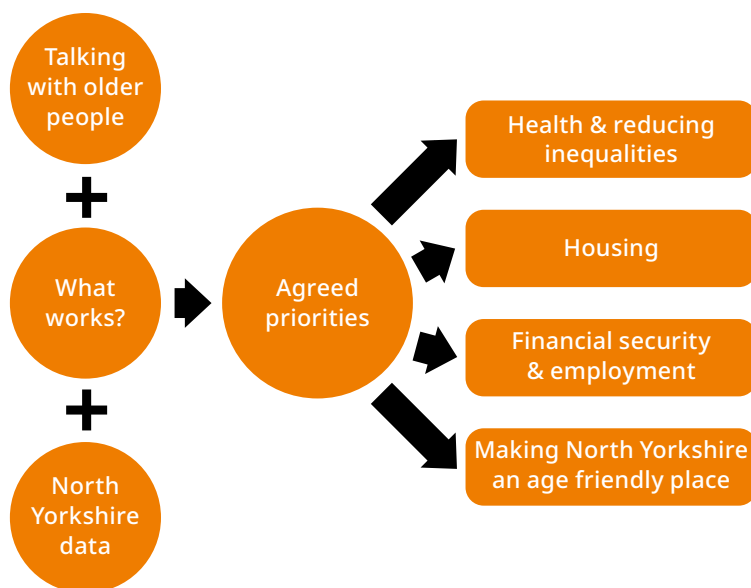 Talking
with older
people
+
What
works?
+
North
Yorkshire
data
Agreed
priorities
Health & reducing
inequalities
Housing
Financial security
& employment
Making North Yorkshire
an age friendly place